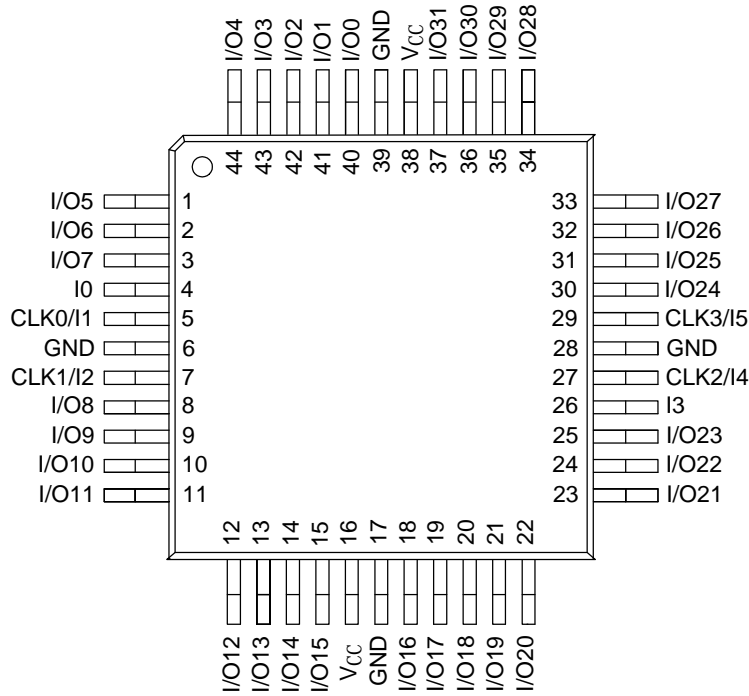 I/O4 I/O3 I/O2 I/O1 I/O0 GND VCC I/O31 I/O30 I/O29 I/O28
44 43 42 41 40 39 38 37 36 35 34
I/O5 1 33 I/O27
I/O6 2 32 I/O26
I/O7 3 31 I/O25
I0 4 30 I/O24
CLK0/I1 5 29 CLK3/I5
GND 6 28 GND
CLK1/I2 7 27 CLK2/I4
I/O8 8 26 I3
I/O9 9 25 I/O23
I/O10 10 24 I/O22
I/O11 11 23 I/O21
12 13 14 15 16 17 18 19 20 21 22
I/O12 I/O13 I/O14 I/O15 VCC GND I/O16 I/O17 I/O18 I/O19 I/O20